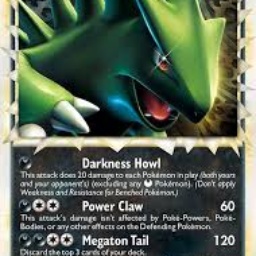 Darkness Howl
This attack does 20 damage to each Pokémon in play (both yours
and your opponent's) (excluding any Pokémon). (Don't apply
Weakness and Resistance for Benched Pokémon.)
Power Claw 60
This attack's damage isn't affected by Poké-Powers, Poké-
Bodies, or any other effects on the Defending Pokémon.
Megaton Tail 120
Discard the top 3 cards of your deck.